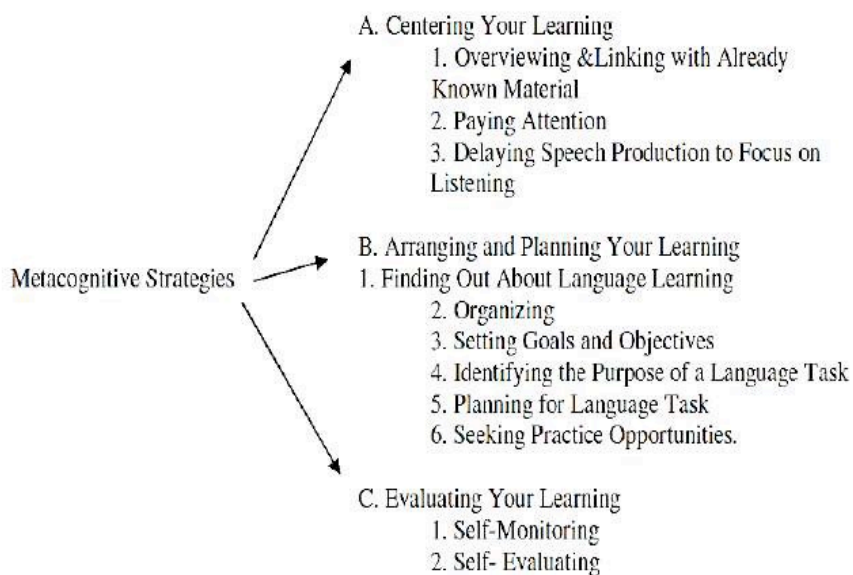 A. Centering Your Learning
1. Overviewing &Linking with Already
Known Material
2. Paying Attention
3. Delaying Speech Production to Focus on
Listening
Metacognitive Strategies
B. Arranging and Planning Your Learning
1. Finding Out About Language Learning
2. Organizing
3. Setting Goals and Objectives
4. Identifying the Purpose of a Language Task
5. Planning for Language Task
6. Seeking Practice Opportunities.
C. Evaluating Your Learning
1. Self-Monitoring
2. Self- Evaluating